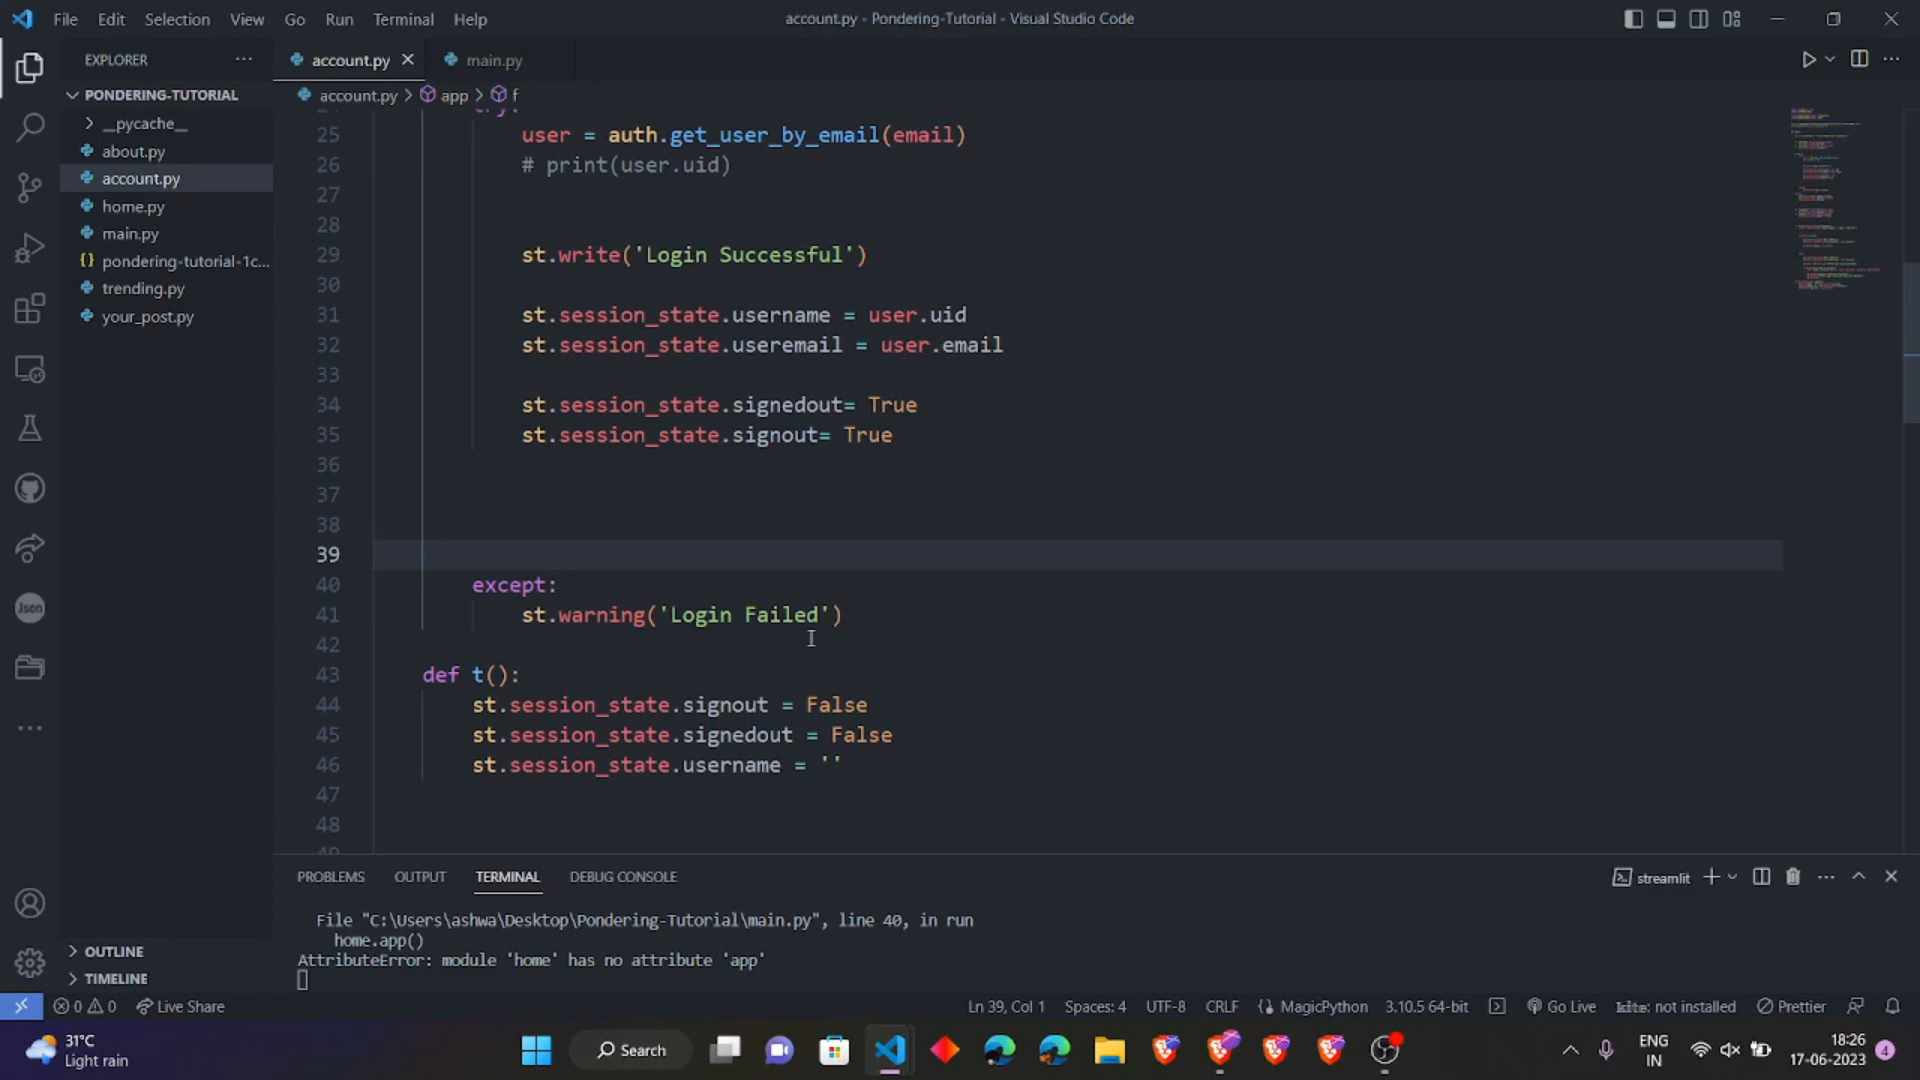 File Edit Selection View Go Run Terminal Help
account.py - Pondering-Tutorial - Visual Studio Code
EXPLORER
PONDERING-TUTORIAL
__pycache__
about.py
account.py
home.py
main.py
pondering-tutorial-1c...
trending.py
your_post.py
OUTLINE
TIMELINE
account.py main.py
account.py > app > f
25 user = auth.get_user_by_email(email)
26 # print(user.uid)
27
28
29 st.write('Login Successful')
30
31 st.session_state.username = user.uid
32 st.session_state.useremail = user.email
33
34 st.session_state.signedout= True
35 st.session_state.signout= True
36
37
38
39
40 except:
41 st.warning('Login Failed')
42
43 def t():
44 st.session_state.signout = False
45 st.session_state.signedout = False
46 st.session_state.username = ''
47
48
PROBLEMS OUTPUT TERMINAL DEBUG CONSOLE
streamlit
File "C:\Users\ashwa\Desktop\Pondering-Tutorial\main.py", line 40, in run
home.app()
AttributeError: module 'home' has no attribute 'app'
0 0 Live Share
Ln 39, Col 1 Spaces: 4 UTF-8 CRLF MagicPython 3.10.5 64-bit Go Live kite: not installed Prettier
Json
31°C
Light rain
Search
ENG
IN
18:26
17-06-2023
4